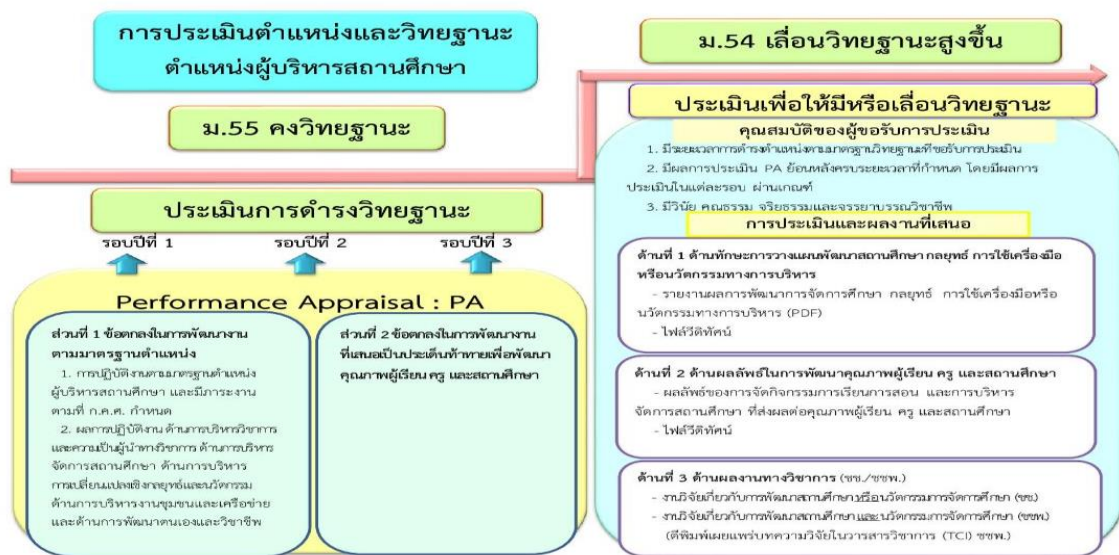 การประเมินตำแหน่งและวิทยฐานะ
ตำแหน่งผู้บริหารสถานศึกษา
ม.55 คงวิทยฐานะ
ประเมินการดำรงวิทยฐานะ
รอบปีที่ 1
รอบปีที่ 2
รอบปีที่ 3
Performance Appraisal : PA
ส่วนที่ 1 ข้อตกลงในการพัฒนางาน
ตามมาตรฐานตำแหน่ง
1. การปฏิบัติงานตามมาตรฐานตำแหน่ง
ผู้บริหารสถานศึกษา และมีภาระงาน
ตามที่ ก.ค.ศ. กำหนด
2. ผลการปฏิบัติงาน ด้านการบริหารวิชาการ
และความเป็นผู้นำทางวิชาการ ด้านการบริหาร
จัดการสถานศึกษา ด้านการบริหาร
การเปลี่ยนแปลงเชิงกลยุทธ์และนวัตกรรม
ด้านการบริหารงานชุมชนและเครือข่าย
และด้านการพัฒนาตนเองและวิชาชีพ
ส่วนที่ 2 ข้อตกลงในการพัฒนางาน
ที่เสนอเป็นประเด็นท้าทายเพื่อพัฒนา
คุณภาพผู้เรียน ครู และสถานศึกษา
ม.54 เลื่อนวิทยฐานะสูงขึ้น
ประเมินเพื่อให้มีหรือเลื่อนวิทยฐานะ
คุณสมบัติของผู้ขอรับการประเมิน
1. มีระยะเวลาการดำรงตำแหน่งตามมาตรฐานวิทยฐานะที่ขอรับการประเมิน
2. มีผลการประเมิน PA ย้อนหลังครบระยะเวลาที่กำหนด โดยมีผลการ
ประเมินในแต่ละรอบ ผ่านเกณฑ์
3. มีวินัย คุณธรรม จริยธรรมและจรรยาบรรณวิชาชีพ
การประเมินและผลงานที่เสนอ
ด้านที่ 1 ด้านทักษะการวางแผนพัฒนาสถานศึกษา กลยุทธ์ การใช้เครื่องมือ
หรือนวัตกรรมทางการบริหาร
- รายงานผลการพัฒนาการจัดการศึกษา กลยุทธ์ การใช้เครื่องมือหรือ
นวัตกรรมทางการบริหาร (PDF)
- ไฟล์วีดิทัศน์
ด้านที่ 2 ด้านผลลัพธ์ในการพัฒนาคุณภาพผู้เรียน ครู และสถานศึกษา
- ผลลัพธ์ของการจัดกิจกรรมการเรียนการสอน และการบริหาร
จัดการสถานศึกษา ที่ส่งผลต่อคุณภาพผู้เรียน ครู และสถานศึกษา
- ไฟล์วีดิทัศน์
ด้านที่ 3 ด้านผลงานทางวิชาการ (ชช./ชชพ.)
- งานวิจัยเกี่ยวกับการพัฒนาสถานศึกษาหรือนวัตกรรมการจัดการศึกษา (ชช.)
- งานวิจัยเกี่ยวกับการพัฒนาสถานศึกษาและนวัตกรรมการจัดการศึกษา (ชชพ.)
(ตีพิมพ์เผยแพร่บทความวิจัยในวารสารวิชาการ (TCI) ชชพ.)